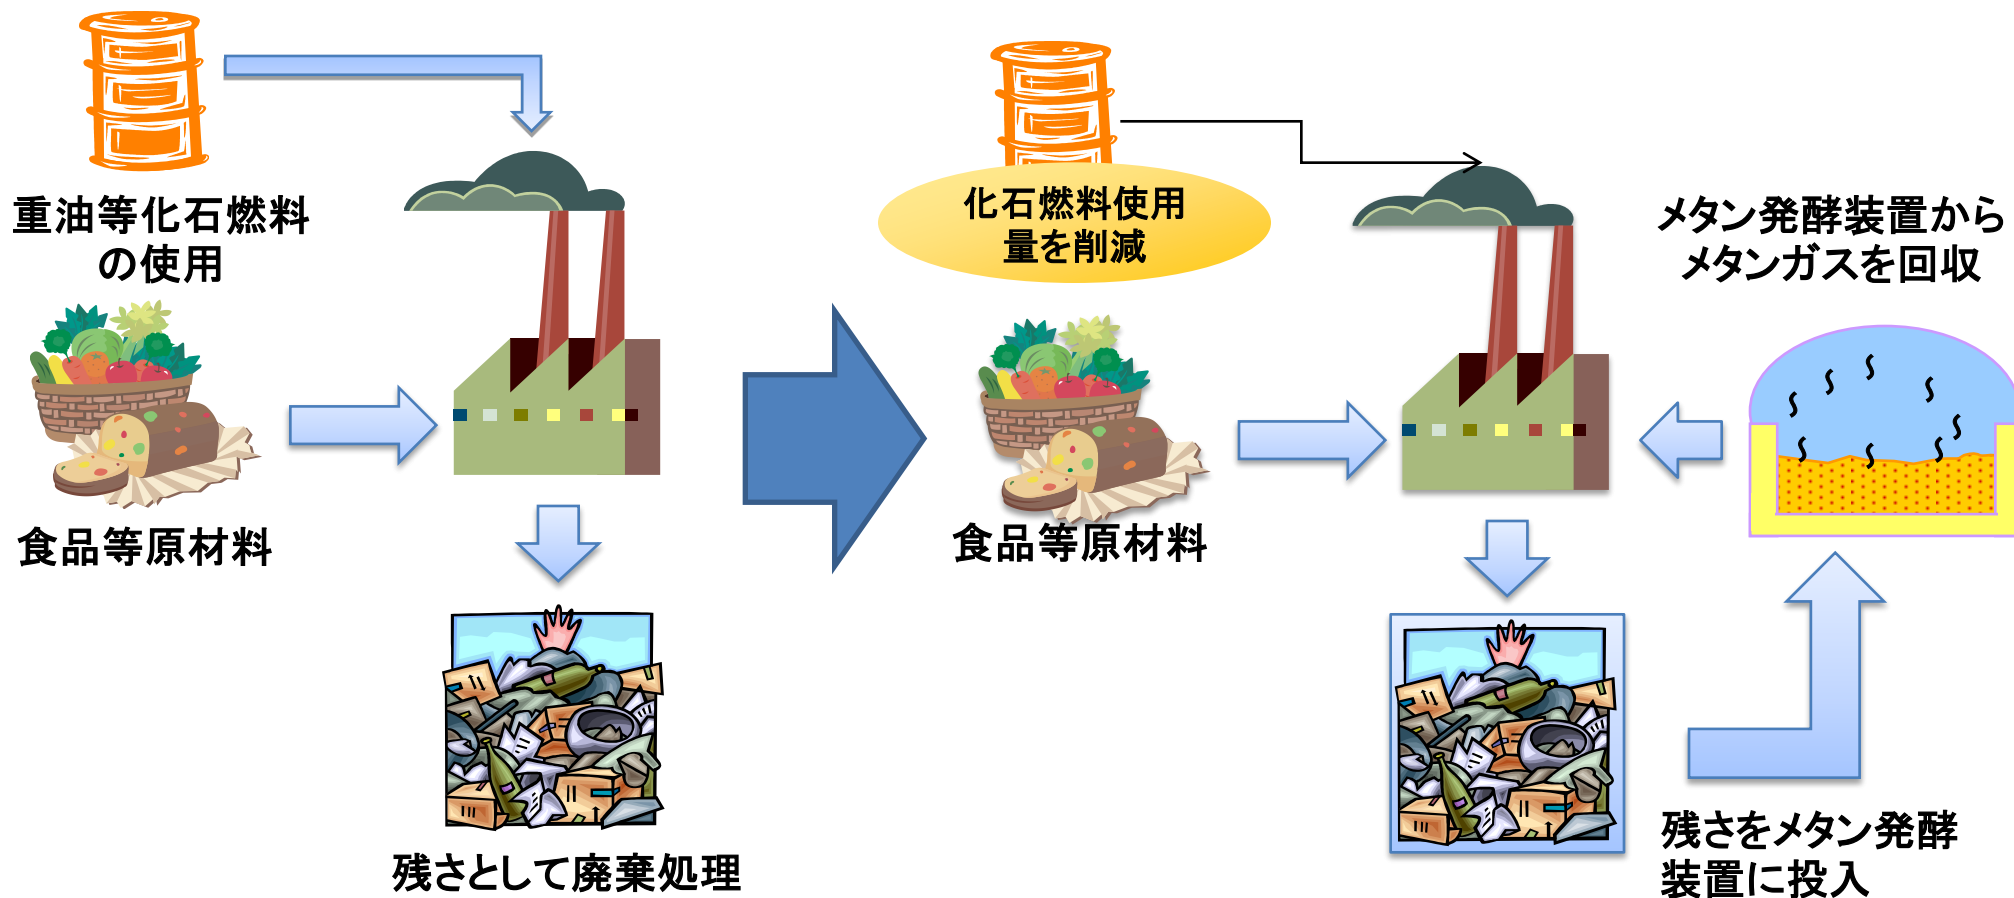 重油等化石燃料
の使用
食品等原材料
残さとして廃棄処理
化石燃料使用
量を削減
食品等原材料
メタン発酵装置から
メタンガスを回収
残さをメタン発酵
装置に投入